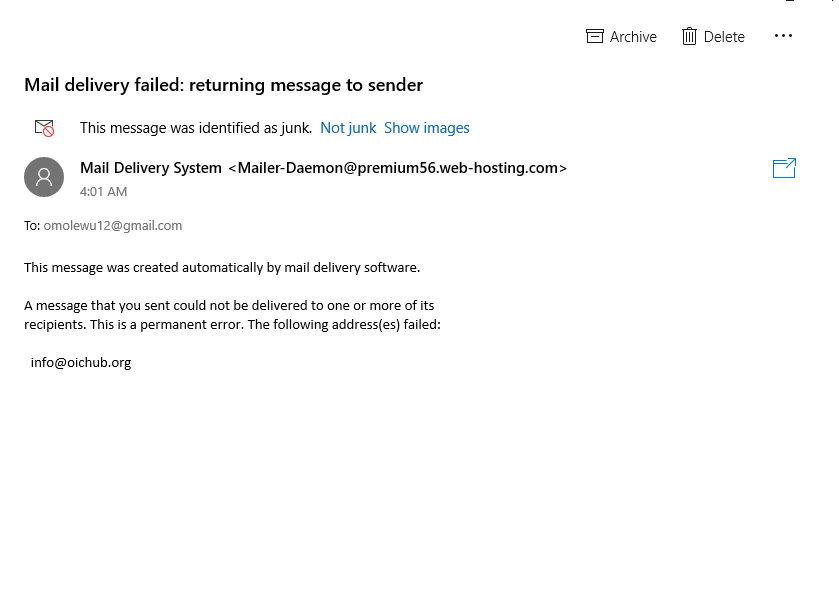 Archive Delete ...
Mail delivery failed: returning message to sender
This message was identified as junk. Not junk Show images
Mail Delivery System <Mailer-Daemon@premium56.web-hosting.com>
4:01 AM
To: omolewu12@gmail.com
This message was created automatically by mail delivery software.
A message that you sent could not be delivered to one or more of its
recipients. This is a permanent error. The following address(es) failed:
info@oichub.org